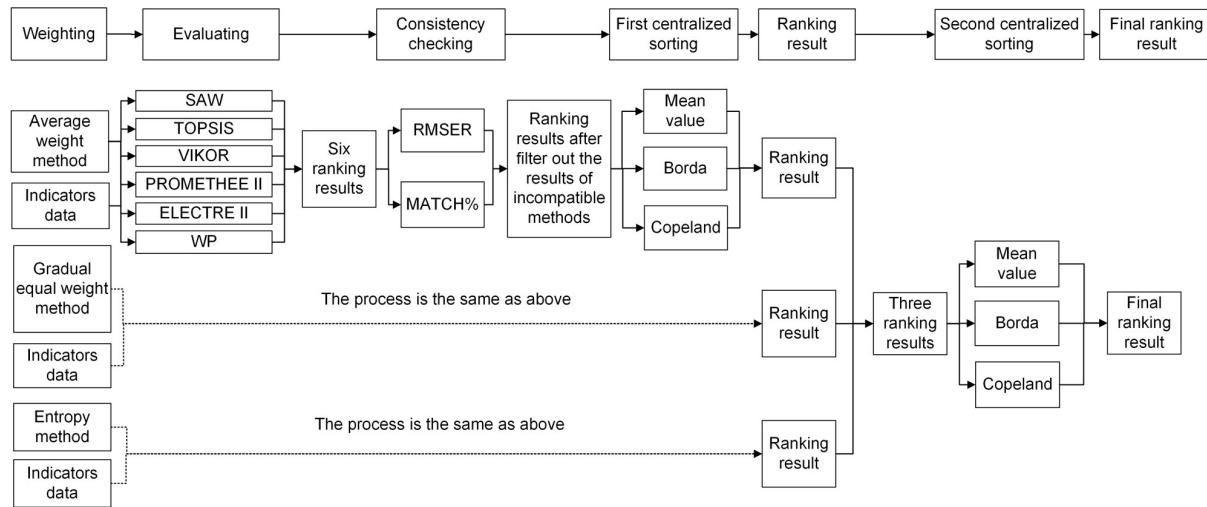 Weighting
Evaluating
Consistency
checking
First centralized
sorting
Ranking
result
Second centralized
sorting
Final ranking
result
Average
weight
method
Indicators
data
SAW
TOPSIS
VIKOR
PROMETHEE II
ELECTRE II
WP
Six
ranking
results
RMSER
MATCH%
Ranking
results after
filter out the
results of
incompatible
methods
Mean
value
Borda
Copeland
Ranking
result
Gradual
equal weight
method
Indicators
data
The process is the same as above
Ranking
result
Entropy
method
Indicators
data
The process is the same as above
Ranking
result
Three
ranking
results
Mean
value
Borda
Copeland
Final
ranking
result